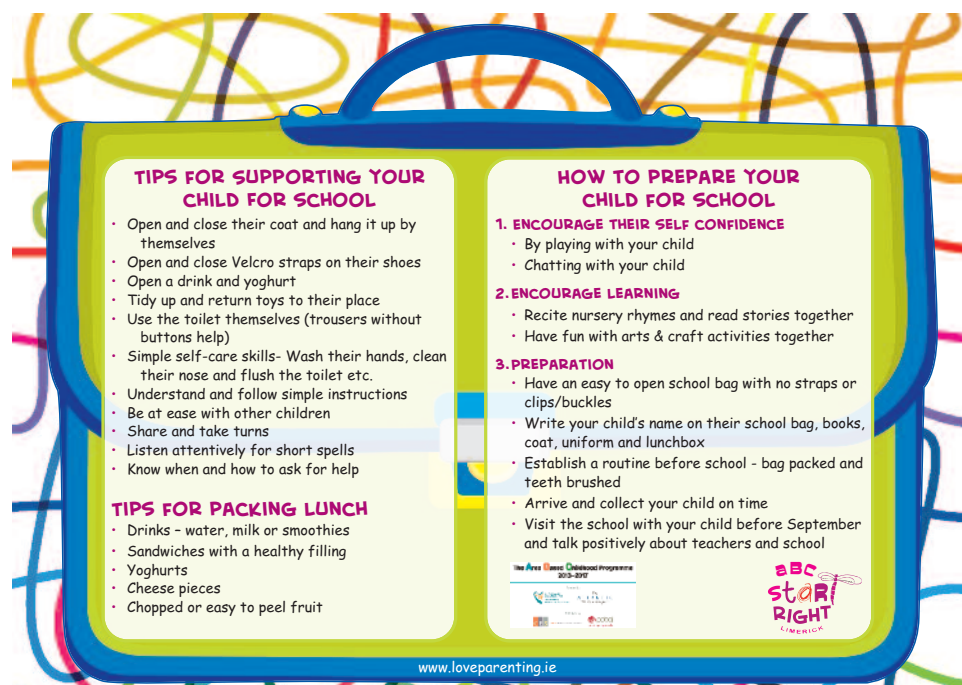 TIPS FOR SUPPORTING YOUR
CHILD FOR SCHOOL
• Open and close their coat and hang it up by
themselves
• Open and close Velcro straps on their shoes
• Open a drink and yoghurt
• Tidy up and return toys to their place
• Use the toilet themselves (trousers without
buttons help)
• Simple self-care skills- Wash their hands, clean
their nose and flush the toilet etc.
• Understand and follow simple instructions
• Be at ease with other children
• Share and take turns
• Listen attentively for short spells
• Know when and how to ask for help
TIPS FOR PACKING LUNCH
• Drinks – water, milk or smoothies
• Sandwiches with a healthy filling
• Yoghurts
• Cheese pieces
• Chopped or easy to peel fruit
HOW TO PREPARE YOUR
CHILD FOR SCHOOL
1. ENCOURAGE THEIR SELF CONFIDENCE
• By playing with your child
• Chatting with your child
2. ENCOURAGE LEARNING
• Recite nursery rhymes and read stories together
• Have fun with arts & craft activities together
3. PREPARATION
• Have an easy to open school bag with no straps or
clips/buckles
• Write your child's name on their school bag, books,
coat, uniform and lunchbox
• Establish a routine before school - bag packed and
teeth brushed
• Arrive and collect your child on time
• Visit the school with your child before September
and talk positively about teachers and school
The Area Based Childhood Programme
2013-2017
ABC
StaRT
RIGHT
LIMERICK
www.loveparenting.ie